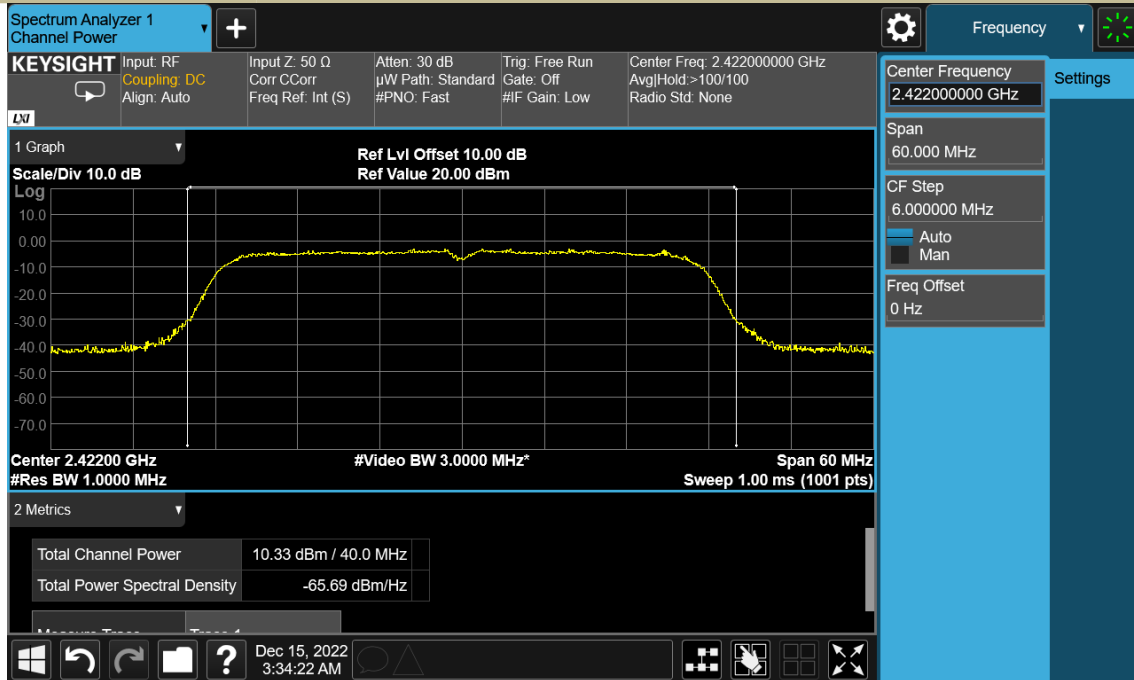 Spectrum Analyzer 1
Channel Power
Frequency
KEYSIGHT
LXI
Input: RF
Coupling: DC
Align: Auto
Input Z: 50 Ω
Corr CCorr
Freq Ref: Int (S)
Atten: 30 dB
µW Path: Standard
#PNO: Fast
Trig: Free Run
Gate: Off
#IF Gain: Low
Center Freq: 2.422000000 GHz
Avg|Hold:>100/100
Radio Std: None
Center Frequency
2.422000000 GHz
Settings
Span
60.000 MHz
CF Step
6.000000 MHz
Auto
Man
Freq Offset
0 Hz
1 Graph
Scale/Div 10.0 dB
Ref Lvl Offset 10.00 dB
Ref Value 20.00 dBm
Log
10.0
0.00
-10.0
-20.0
-30.0
-40.0
-50.0
-60.0
-70.0
Center 2.42200 GHz
#Video BW 3.0000 MHz*
Span 60 MHz
#Res BW 1.0000 MHz
Sweep 1.00 ms (1001 pts)
2 Metrics
Total Channel Power 10.33 dBm / 40.0 MHz
Total Power Spectral Density -65.69 dBm/Hz
Measure Trace Trace 1
?
Dec 15, 2022
3:34:22 AM